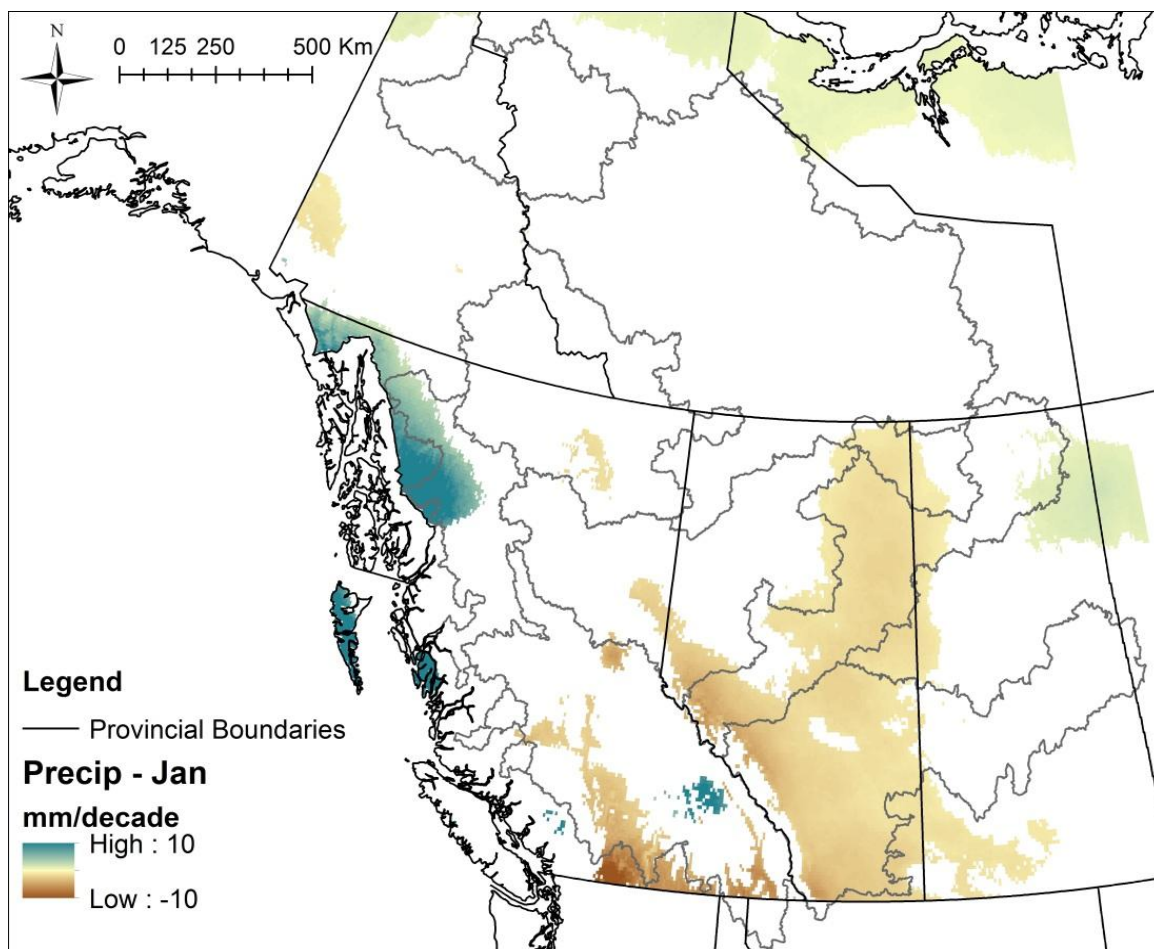 N
0 125 250 500 Km
Legend
Provincial Boundaries
Precip - Jan
mm/decade
High : 10
Low : -10